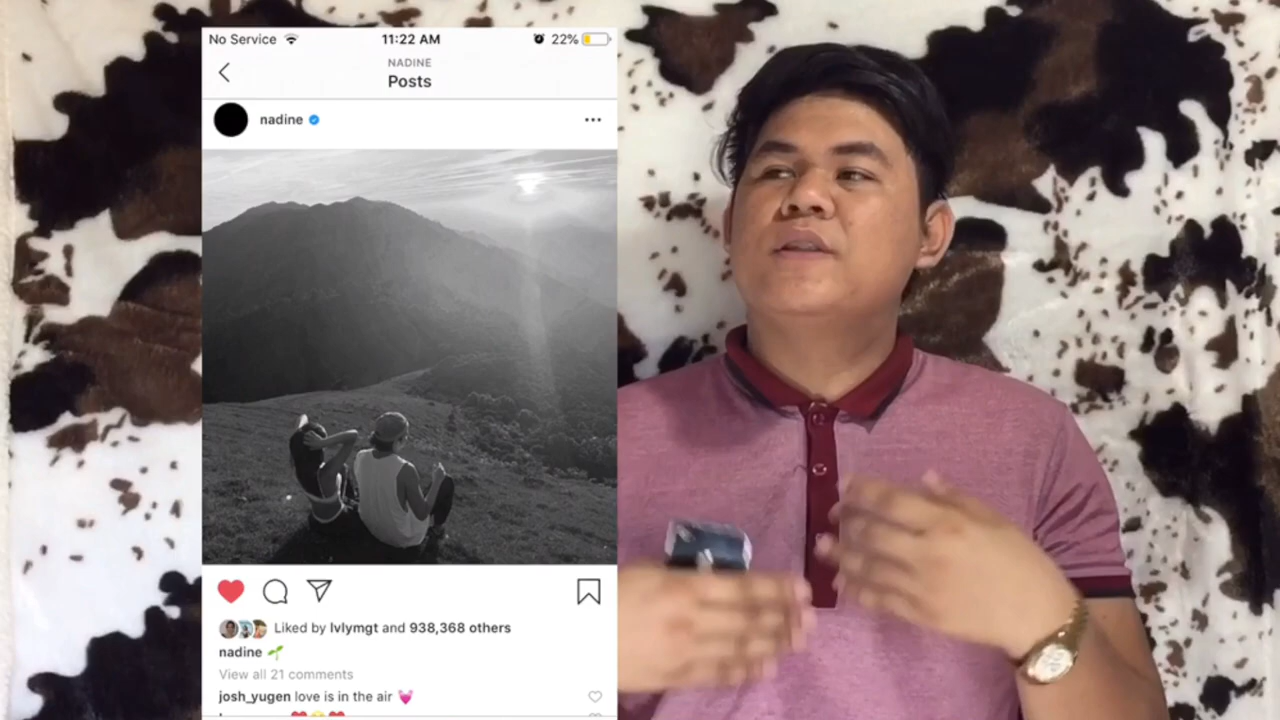 No Service 11:22 AM 22%
NADINE
Posts
nadine
Liked by lvlymgt and 938,368 others
nadine 🌱
View all 21 comments
josh_yugen love is in the air 💓